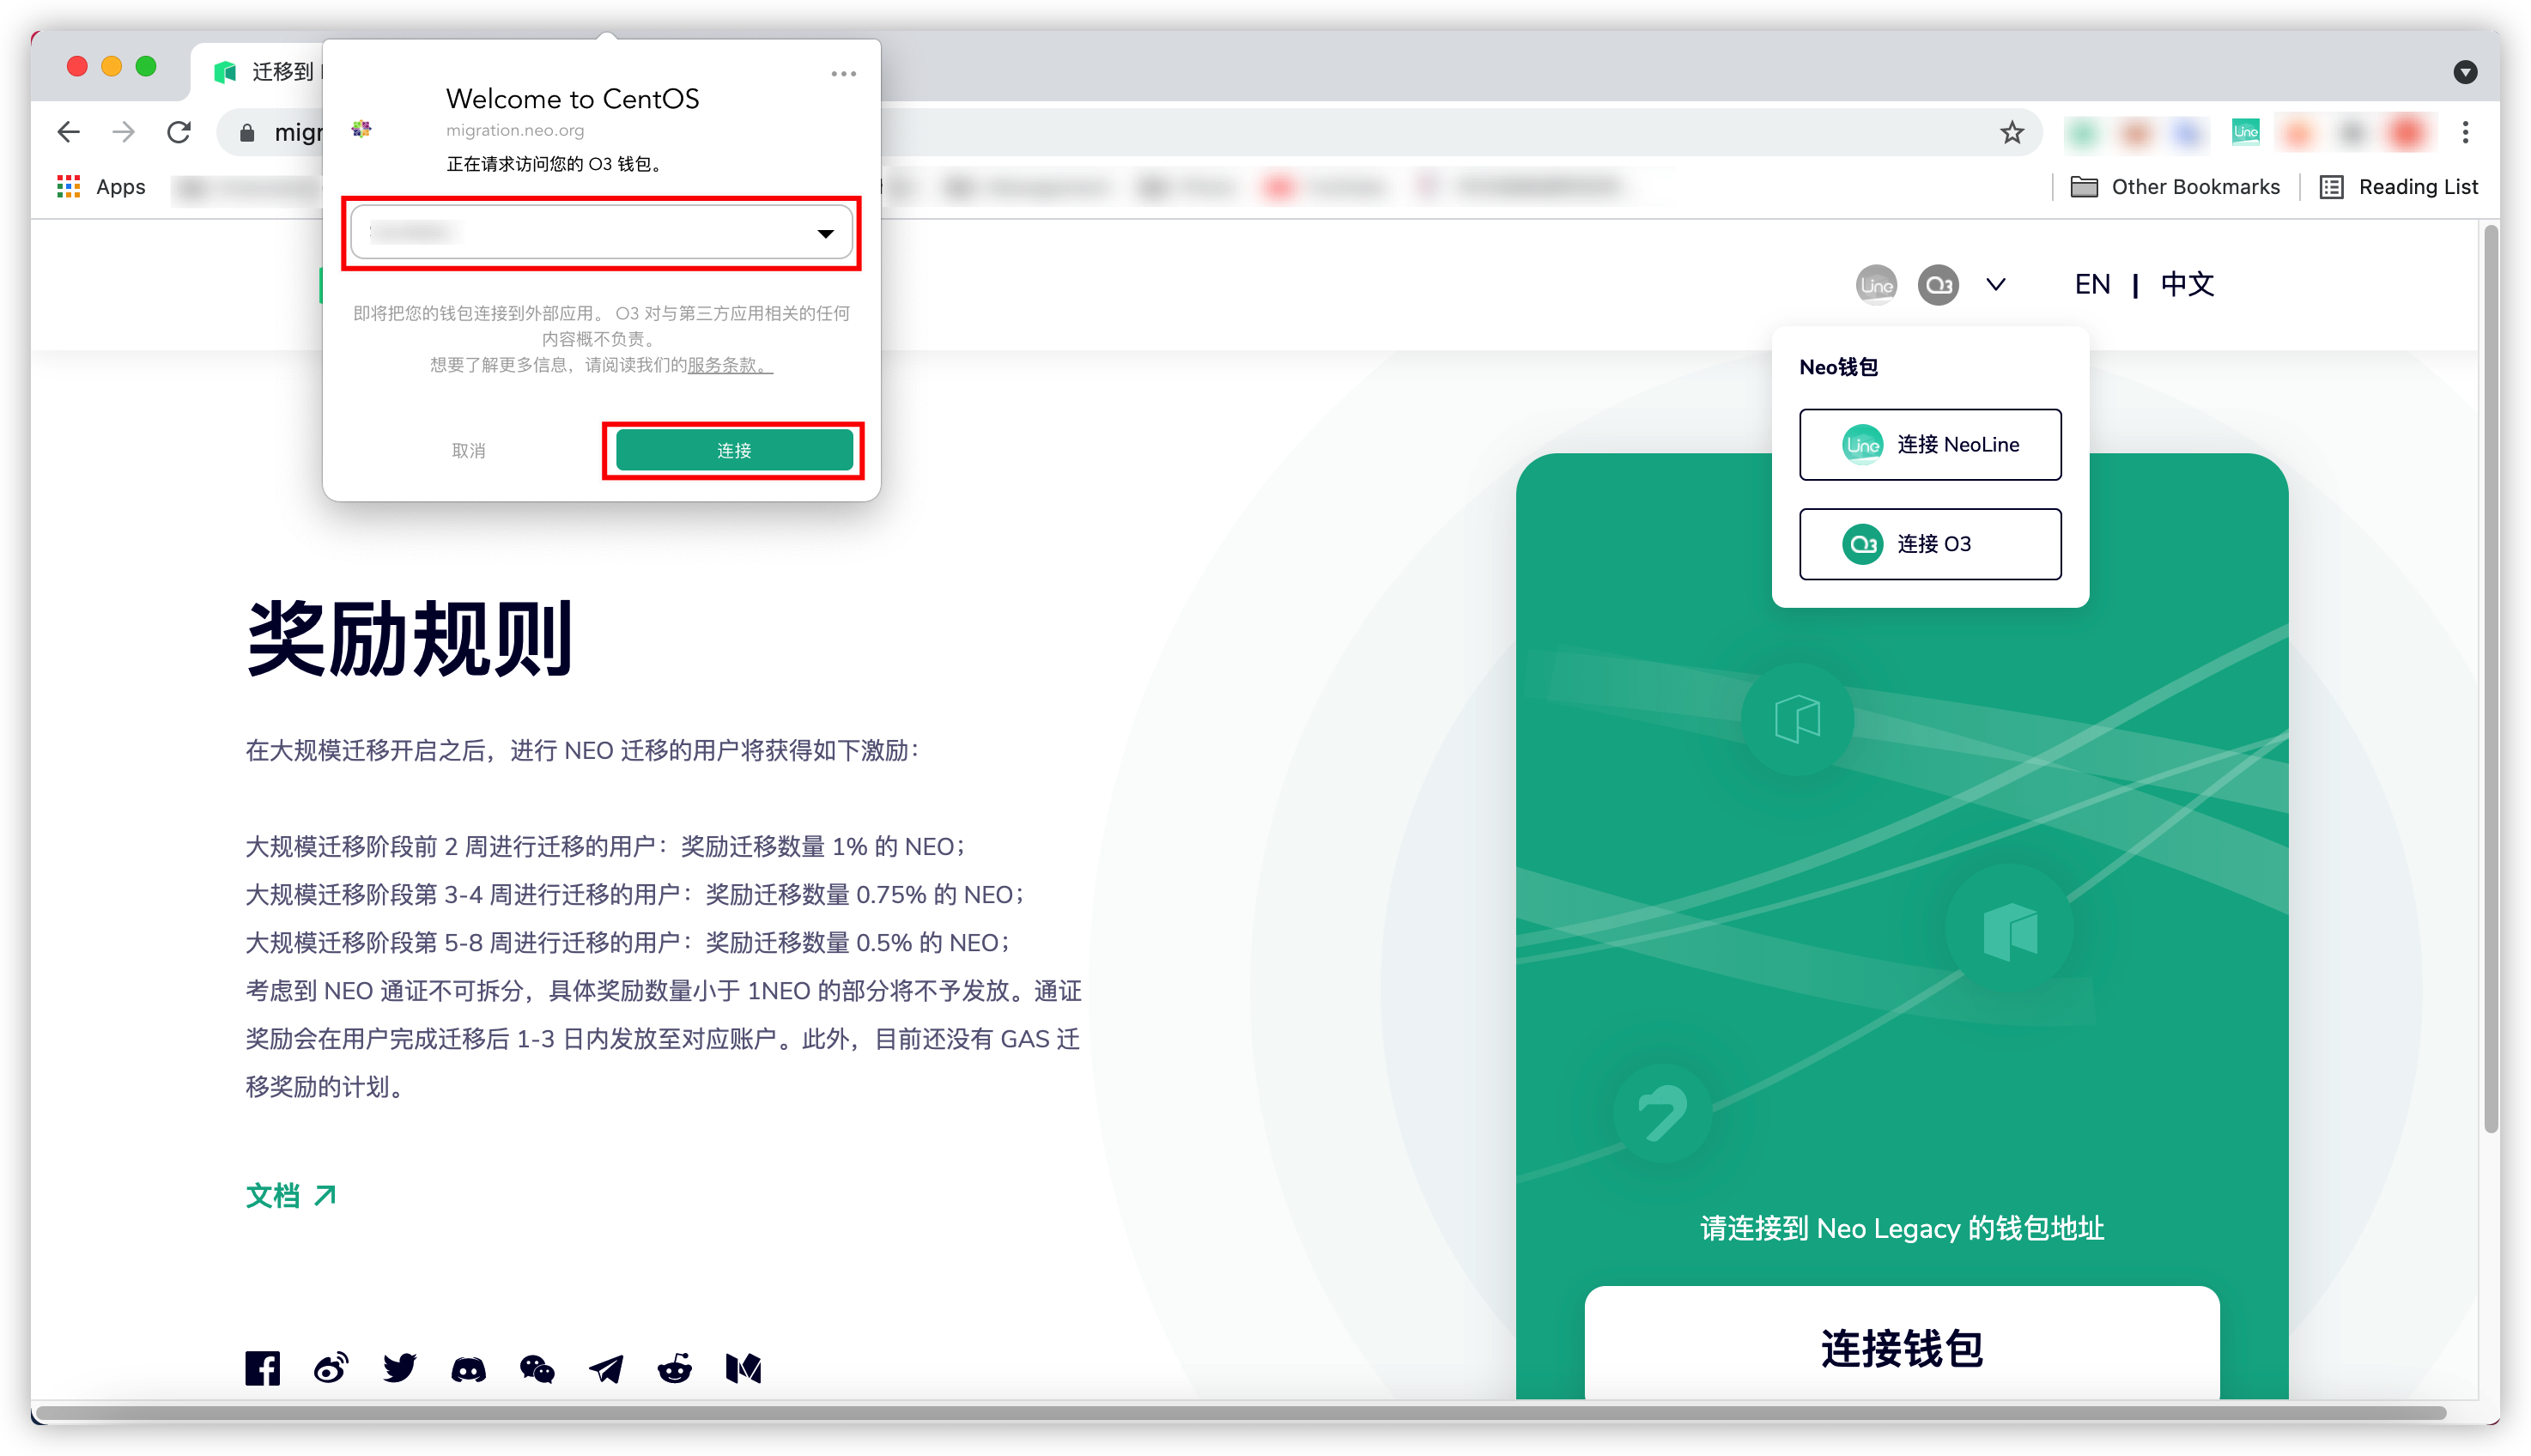 迁移到
Welcome to CentOS
migration.neo.org
正在请求访问您的 O3 钱包。
Apps
Other Bookmarks
Reading List
Line
即将把您的钱包连接到外部应用。 O3 对与第三方应用相关的任何
内容概不负责。
想要了解更多信息，请阅读我们的服务条款。
取消
连接
Line
O3
EN | 中文
Neo钱包
Line 连接 NeoLine
O3 连接 O3
奖励规则
在大规模迁移开启之后，进行 NEO 迁移的用户将获得如下激励：
大规模迁移阶段前 2 周进行迁移的用户：奖励迁移数量 1% 的 NEO；
大规模迁移阶段第 3-4 周进行迁移的用户：奖励迁移数量 0.75% 的 NEO；
大规模迁移阶段第 5-8 周进行迁移的用户：奖励迁移数量 0.5% 的 NEO；
考虑到 NEO 通证不可拆分，具体奖励数量小于 1NEO 的部分将不予发放。通证
奖励会在用户完成迁移后 1-3 日内发放至对应账户。此外，目前还没有 GAS 迁
移奖励的计划。
文档
请连接到 Neo Legacy 的钱包地址
连接钱包